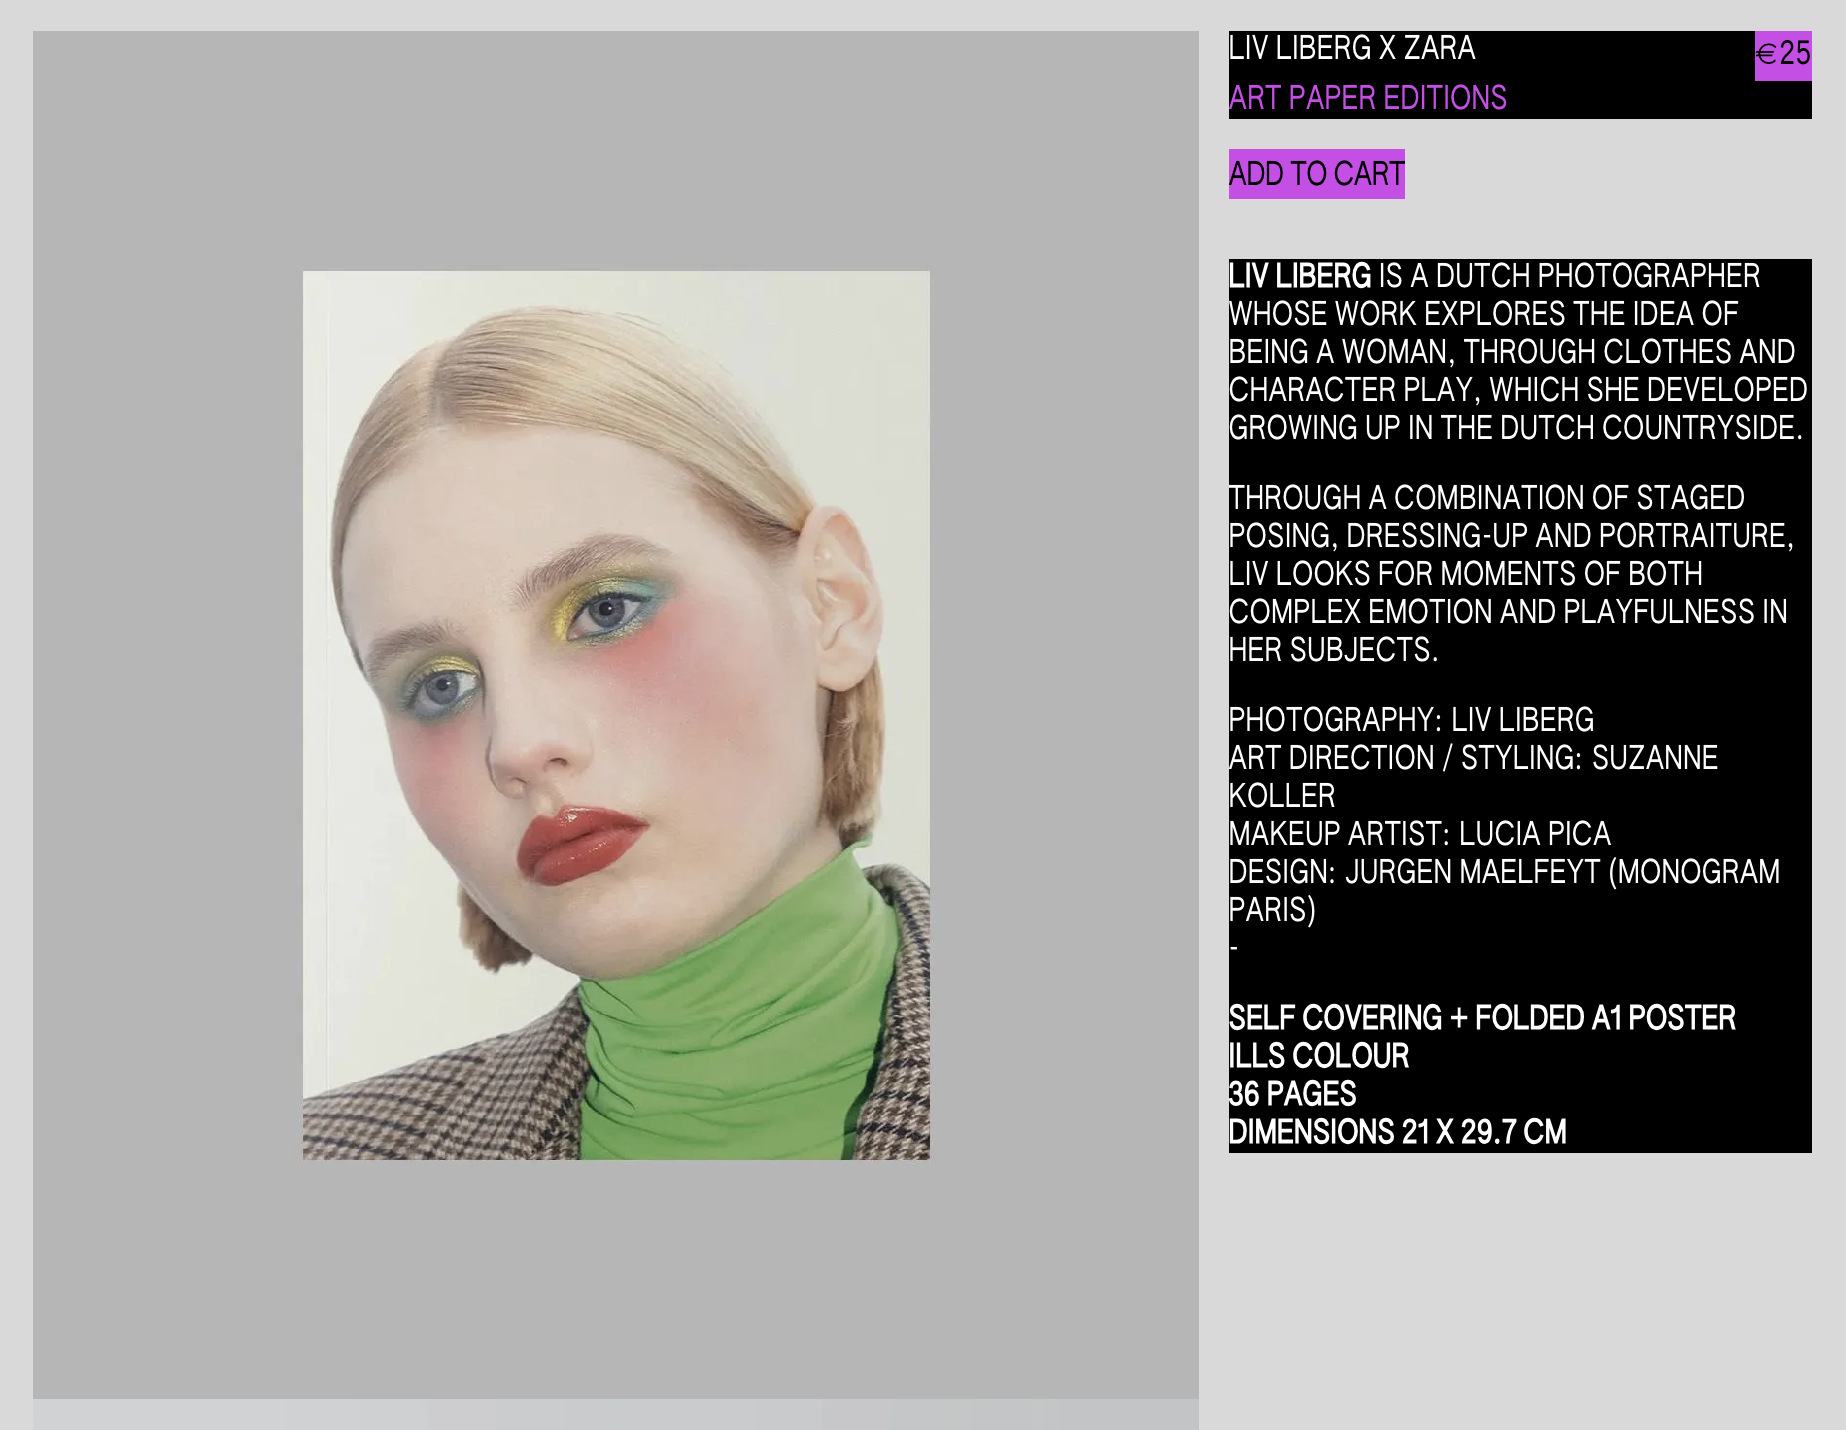 LIV LIBERG X ZARA
€25
ART PAPER EDITIONS
ADD TO CART
LIV LIBERG IS A DUTCH PHOTOGRAPHER
WHOSE WORK EXPLORES THE IDEA OF
BEING A WOMAN, THROUGH CLOTHES AND
CHARACTER PLAY, WHICH SHE DEVELOPED
GROWING UP IN THE DUTCH COUNTRYSIDE.
THROUGH A COMBINATION OF STAGED
POSING, DRESSING-UP AND PORTRAITURE,
LIV LOOKS FOR MOMENTS OF BOTH
COMPLEX EMOTION AND PLAYFULNESS IN
HER SUBJECTS.
PHOTOGRAPHY: LIV LIBERG
ART DIRECTION / STYLING: SUZANNE
KOLLER
MAKEUP ARTIST: LUCIA PICA
DESIGN: JURGEN MAELFEYT (MONOGRAM
PARIS)
-
SELF COVERING + FOLDED A1 POSTER
ILLS COLOUR
36 PAGES
DIMENSIONS 21 X 29.7 CM